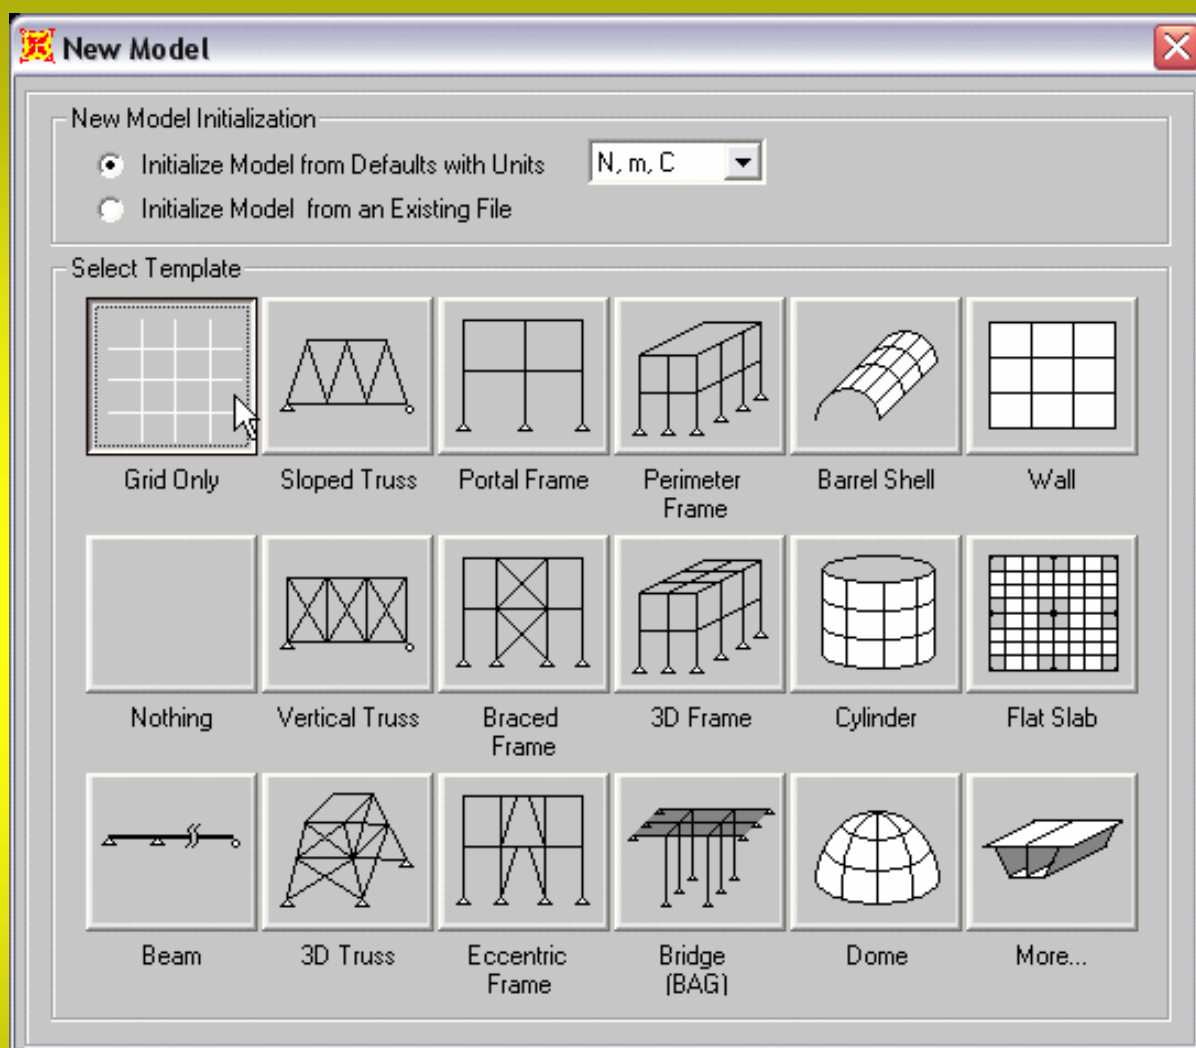 New Model
New Model Initialization
Initialize Model from Defaults with Units
N, m, C
Initialize Model from an Existing File
Select Template
Grid Only
Sloped Truss
Portal Frame
Perimeter
Frame
Barrel Shell
Wall
Nothing
Vertical Truss
Braced
Frame
3D Frame
Cylinder
Flat Slab
Beam
3D Truss
Eccentric
Frame
Bridge
(BAG)
Dome
More...